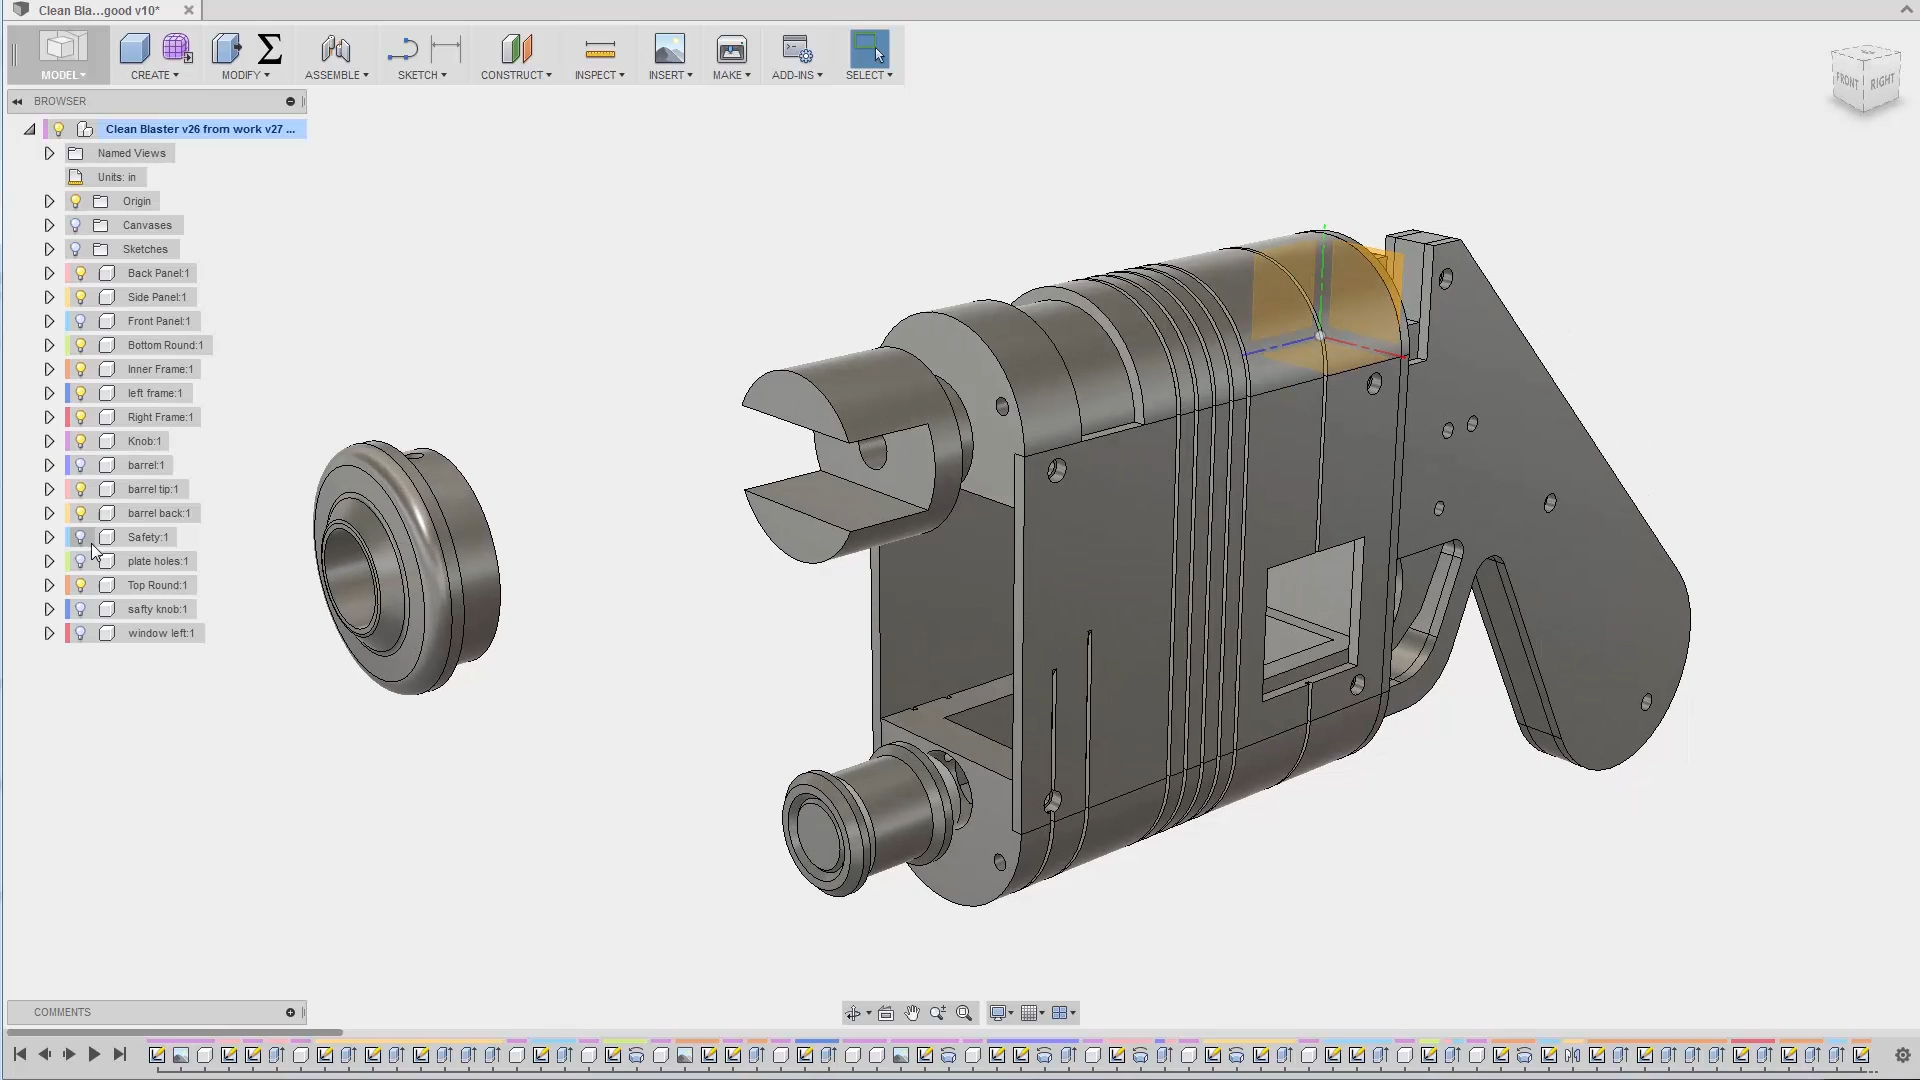 Clean Bla...good v10*
MODEL
CREATE
MODIFY
ASSEMBLE
SKETCH
CONSTRUCT
INSPECT
INSERT
MAKE
ADD-INS
SELECT
FRONT
RIGHT
BROWSER
Clean Blaster v26 from work v27 ...
Named Views
Units: in
Origin
Canvases
Sketches
Back Panel:1
Side Panel:1
Front Panel:1
Bottom Round:1
Inner Frame:1
left frame:1
Right Frame:1
Knob:1
barrel:1
barrel tip:1
barrel back:1
Safety:1
plate holes:1
Top Round:1
safty knob:1
window left:1
COMMENTS